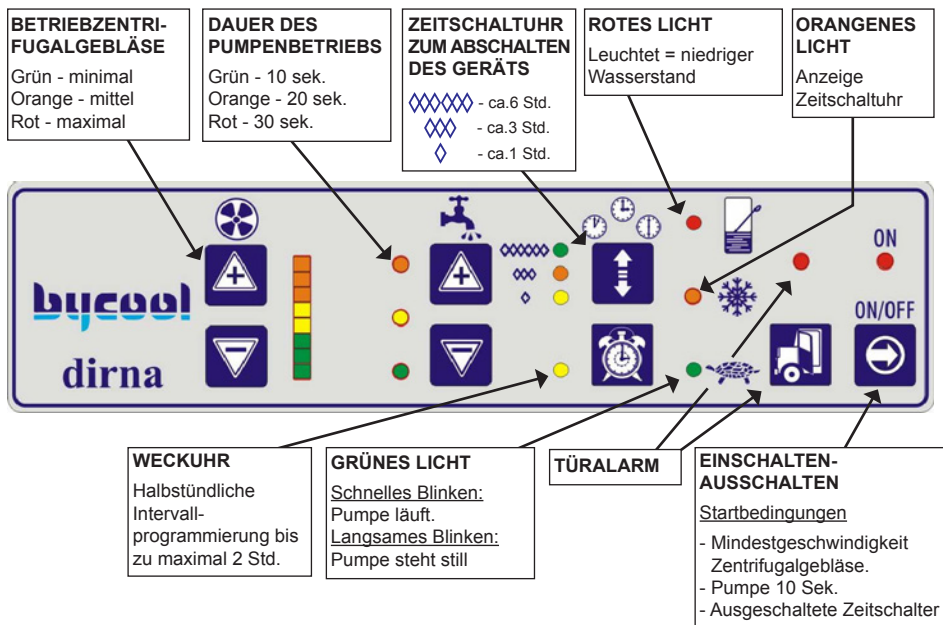 BETRIEBZENTRI-
FUGALGEBLÄSE
Grün - minimal
Orange - mittel
Rot - maximal
DAUER DES
PUMPENBETRIEBS
Grün - 10 sek.
Orange - 20 sek.
Rot - 30 sek.
ZEITSCHALTUHR
ZUM ABSCHALTEN
DES GERÄTS
- ca.6 Std.
- ca.3 Std.
- ca.1 Std.
ROTES LICHT
Leuchtet = niedriger
Wasserstand
ORANGENES
LICHT
Anzeige
Zeitschaltuhr
bycool
dirna
ON
ON/OFF
WECKUHR
Halbstündliche
Intervall-
programmierung bis
zu maximal 2 Std.
GRÜNES LICHT
Schnelles Blinken:
Pumpe läuft.
Langsames Blinken:
Pumpe steht still
TÜRALARM
EINSCHALTEN-
AUSSCHALTEN
Startbedingungen
- Mindestgeschwindigkeit
Zentrifugalgebläse.
- Pumpe 10 Sek.
- Ausgeschaltete Zeitschalter